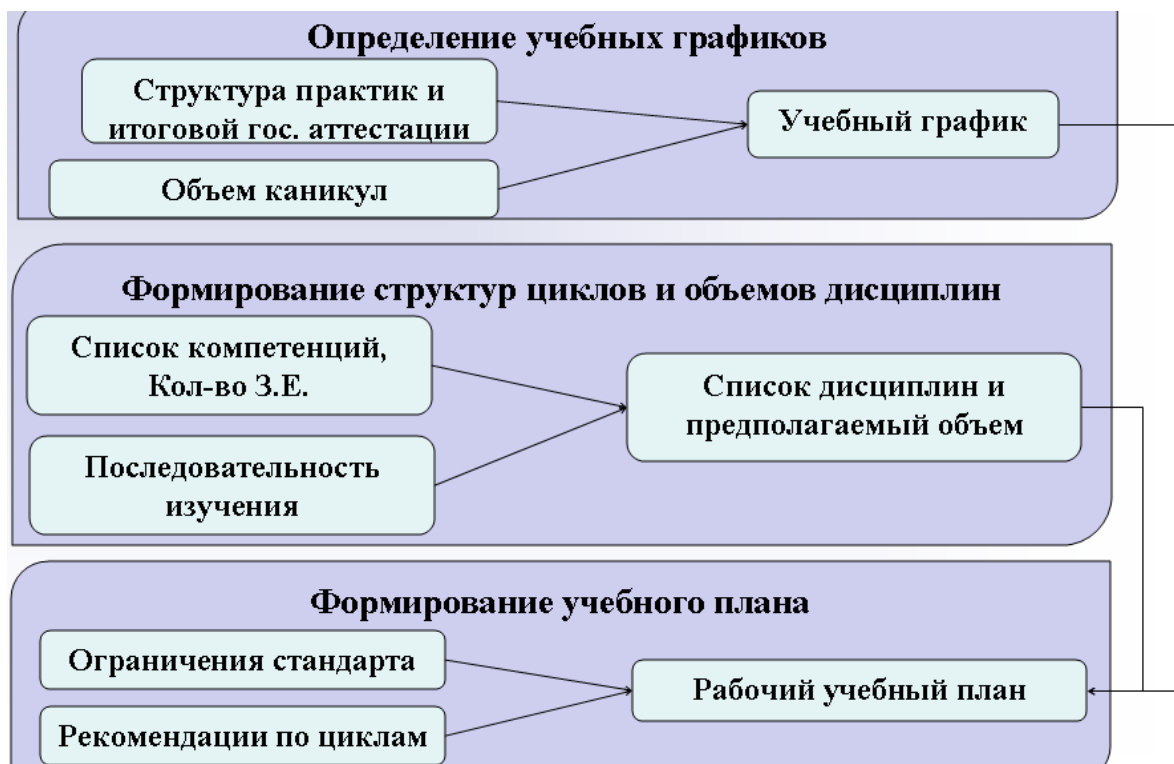 Определение учебных графиков
Структура практик и
итоговой гос. аттестации
Учебный график
Объем каникул
Формирование структур циклов и объемов дисциплин
Список компетенций,
Кол-во З.Е.
Список дисциплин и
предполагаемый объем
Последовательность
изучения
Формирование учебного плана
Ограничения стандарта
Рабочий учебный план
Рекомендации по циклам